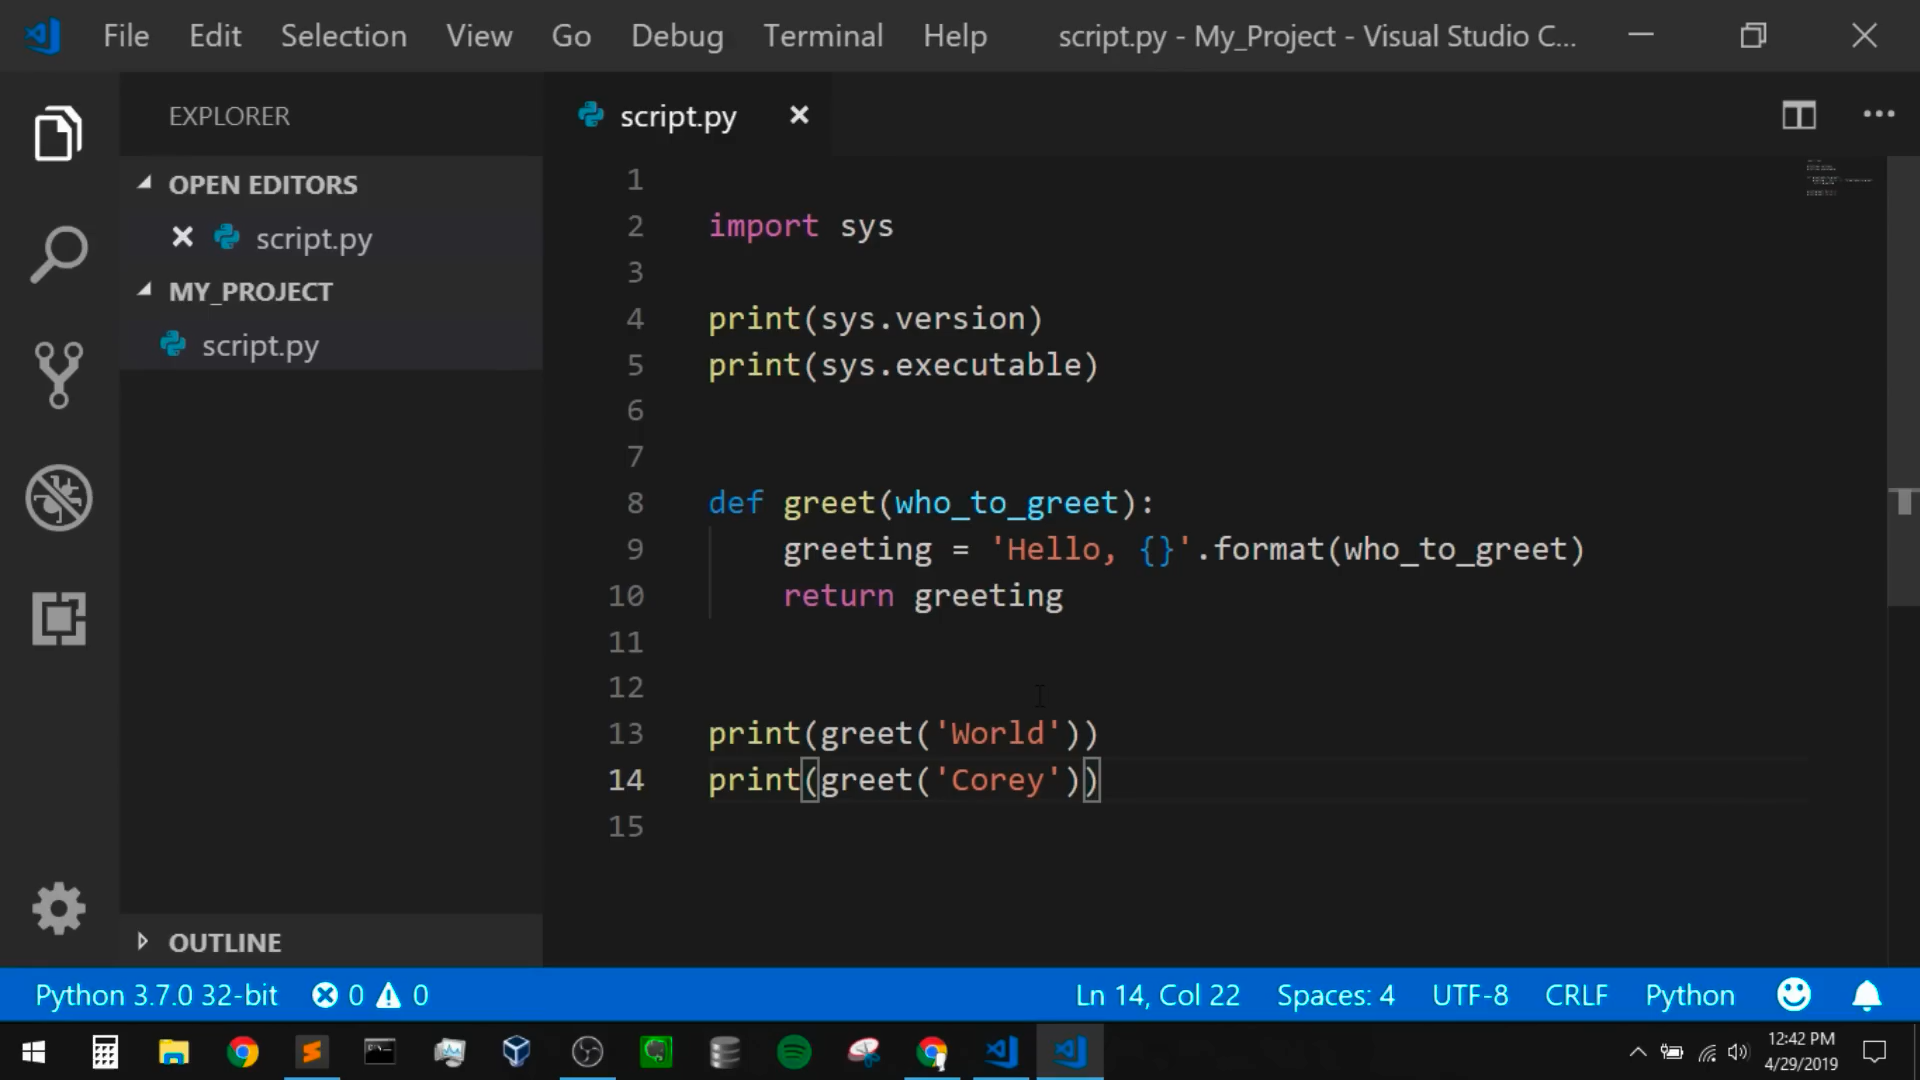 File Edit Selection View Go Debug Terminal Help script.py - My_Project - Visual Studio C...
EXPLORER
script.py
OPEN EDITORS
script.py
MY_PROJECT
script.py
OUTLINE
1
2 import sys
3
4 print(sys.version)
5 print(sys.executable)
6
7
8 def greet(who_to_greet):
9 greeting = 'Hello, {}'.format(who_to_greet)
10 return greeting
11
12
13 print(greet('World'))
14 print(greet('Corey'))
15
Python 3.7.0 32-bit 0 0 Ln 14, Col 22 Spaces: 4 UTF-8 CRLF Python
12:42 PM
4/29/2019